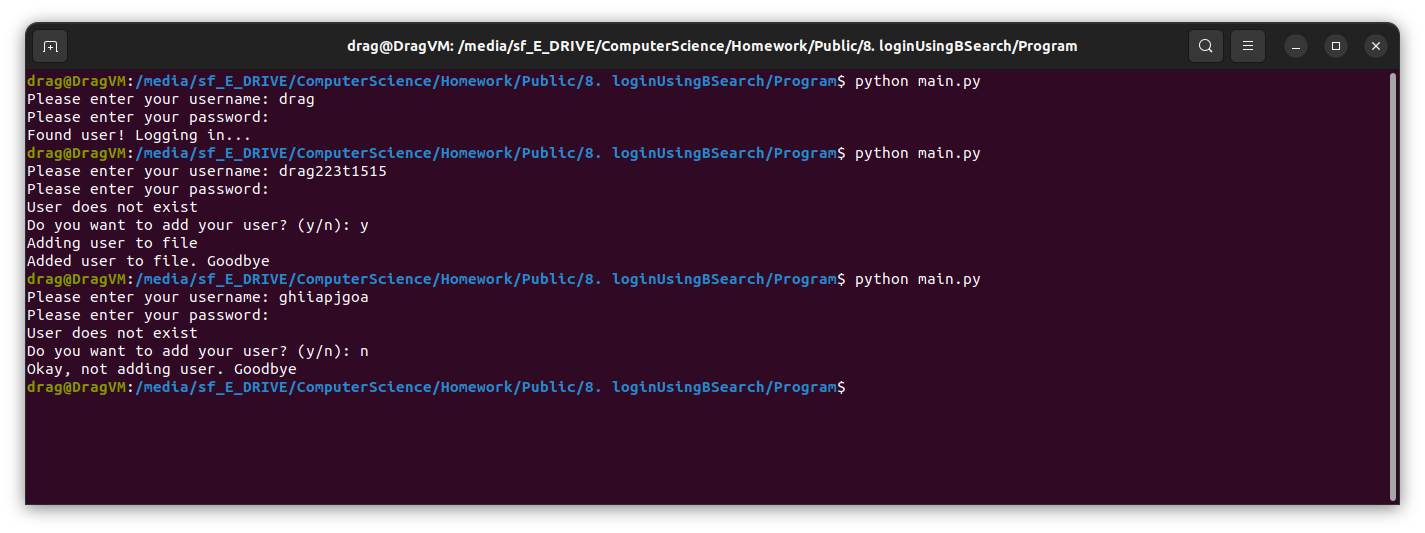 drag@DragVM: /media/sf_E_DRIVE/ComputerScience/Homework/Public/8. loginUsingBSearch/Program
drag@DragVM:/media/sf_E_DRIVE/ComputerScience/Homework/Public/8. loginUsingBSearch/Program$ python main.py
Please enter your username: drag
Please enter your password:
Found user! Logging in...
drag@DragVM:/media/sf_E_DRIVE/ComputerScience/Homework/Public/8. loginUsingBSearch/Program$ python main.py
Please enter your username: drag223t1515
Please enter your password:
User does not exist
Do you want to add your user? (y/n): y
Adding user to file
Added user to file. Goodbye
drag@DragVM:/media/sf_E_DRIVE/ComputerScience/Homework/Public/8. loginUsingBSearch/Program$ python main.py
Please enter your username: ghiiapjgoa
Please enter your password:
User does not exist
Do you want to add your user? (y/n): n
Okay, not adding user. Goodbye
drag@DragVM:/media/sf_E_DRIVE/ComputerScience/Homework/Public/8. loginUsingBSearch/Program$